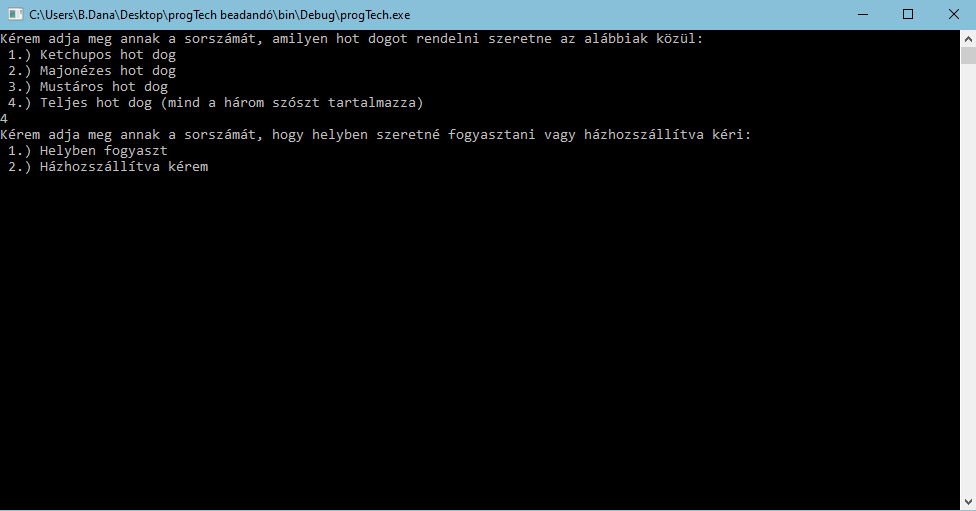 C:\Users\B.Dana\Desktop\progTech beadandó\bin\Debug\progTech.exe
Kérem adja meg annak a sorszámát, amilyen hot dogot rendelni szeretne az alábbiak közül:
1.) Ketchupos hot dog
2.) Majonézes hot dog
3.) Mustáros hot dog
4.) Teljes hot dog (mind a három szószt tartalmazza)
4
Kérem adja meg annak a sorszámát, hogy helyben szeretné fogyasztani vagy házhozszállítva kéri:
1.) Helyben fogyaszt
2.) Házhozszállítva kérem